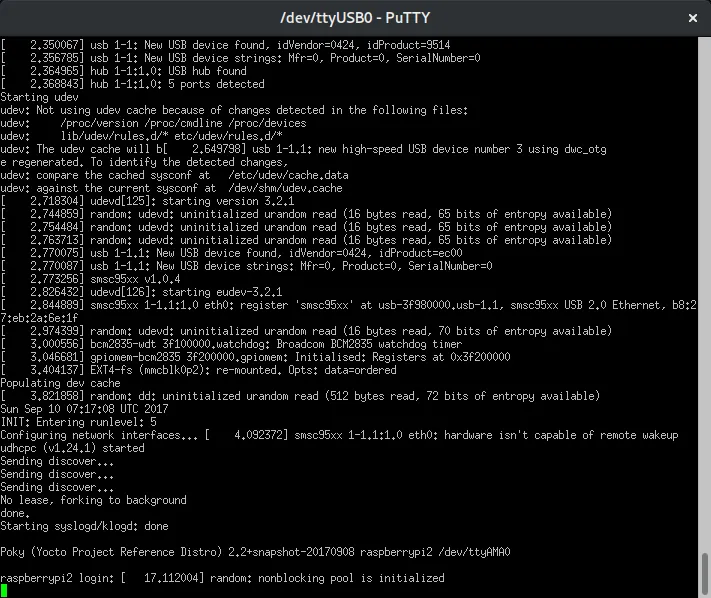 /dev/ttyUSB0 - PuTTY
[    2.350067] usb 1-1: New USB device found, idVendor=0424, idProduct=9514
[    2.356785] usb 1-1: New USB device strings: Mfr=0, Product=0, SerialNumber=0
[    2.364965] hub 1-1:1.0: USB hub found
[    2.368843] hub 1-1:1.0: 5 ports detected
Starting udev
udev: Not using udev cache because of changes detected in the following files:
udev:     /proc/version /proc/cmdline /proc/devices
udev:     lib/udev/rules.d/* etc/udev/rules.d/*
udev: The udev cache will b[    2.649798] usb 1-1.1: new high-speed USB device number 3 using dwc_otg
e regenerated. To identify the detected changes,
udev: compare the cached sysconf at   /etc/udev/cache.data
udev: against the current sysconf at  /dev/shm/udev.cache
[    2.718304] udevd[125]: starting version 3.2.1
[    2.744859] random: udevd: uninitialized urandom read (16 bytes read, 65 bits of entropy available)
[    2.754484] random: udevd: uninitialized urandom read (16 bytes read, 65 bits of entropy available)
[    2.763713] random: udevd: uninitialized urandom read (16 bytes read, 65 bits of entropy available)
[    2.770075] usb 1-1.1: New USB device found, idVendor=0424, idProduct=ec00
[    2.770087] usb 1-1.1: New USB device strings: Mfr=0, Product=0, SerialNumber=0
[    2.773256] smsc95xx v1.0.4
[    2.826432] udevd[126]: starting eudev-3.2.1
[    2.844889] smsc95xx 1-1.1:1.0 eth0: register 'smsc95xx' at usb-3f980000.usb-1.1, smsc95xx USB 2.0 Ethernet, b8:2
7:eb:2a:6e:1f
[    2.974399] random: udevd: uninitialized urandom read (16 bytes read, 70 bits of entropy available)
[    3.000556] bcm2835-wdt 3f100000.watchdog: Broadcom BCM2835 watchdog timer
[    3.046681] gpiomem-bcm2835 3f200000.gpiomem: Initialised: Registers at 0x3f200000
[    3.404137] EXT4-fs (mmcblk0p2): re-mounted. Opts: data=ordered
Populating dev cache
[    3.821858] random: dd: uninitialized urandom read (512 bytes read, 72 bits of entropy available)
Sun Sep 10 07:17:08 UTC 2017
INIT: Entering runlevel: 5
Configuring network interfaces... [    4.092372] smsc95xx 1-1.1:1.0 eth0: hardware isn't capable of remote wakeup
udhcpc (v1.24.1) started
Sending discover...
Sending discover...
Sending discover...
No lease, forking to background
done.
Starting syslogd/klogd: done
Poky (Yocto Project Reference Distro) 2.2+snapshot-20170908 raspberrypi2 /dev/ttyAMA0
raspberrypi2 login: [   17.112004] random: nonblocking pool is initialized